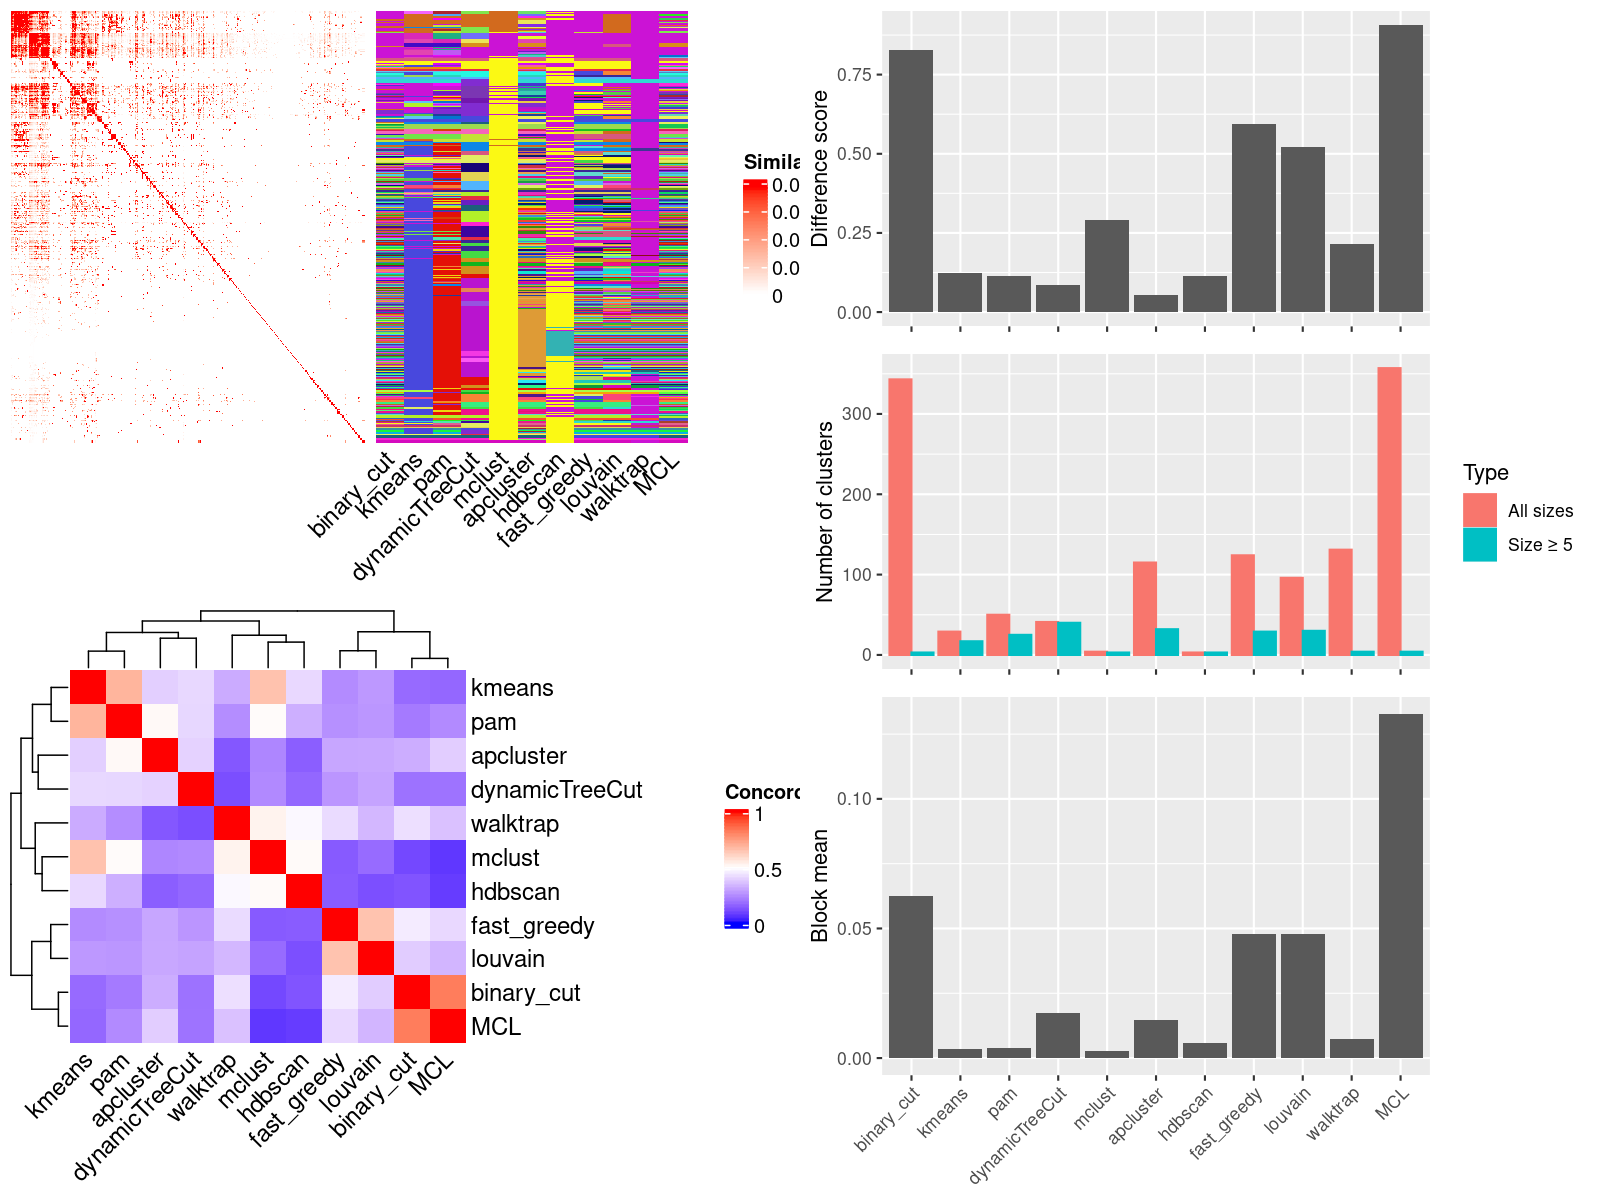 Simila
0.0
0.0
0.0
0.0
0
binary_cut
kmeans
pam
dynamicTreeCut
mclust
apcluster
hdbscan
fast_greedy
louvain
walktrap
MCL
kmeans
pam
apcluster
dynamicTreeCut
walktrap
mclust
hdbscan
fast_greedy
louvain
binary_cut
MCL
kmeans
pam
apcluster
dynamicTreeCut
walktrap
mclust
hdbscan
fast_greedy
louvain
binary_cut
MCL
Concord
1
0.5
0
Difference score
0.75
0.50
0.25
0.00
Number of clusters
300
200
100
0
Type
All sizes
Size ≥ 5
Block mean
0.10
0.05
0.00
binary_cut
kmeans
pam
dynamicTreeCut
mclust
apcluster
hdbscan
fast_greedy
louvain
walktrap
MCL